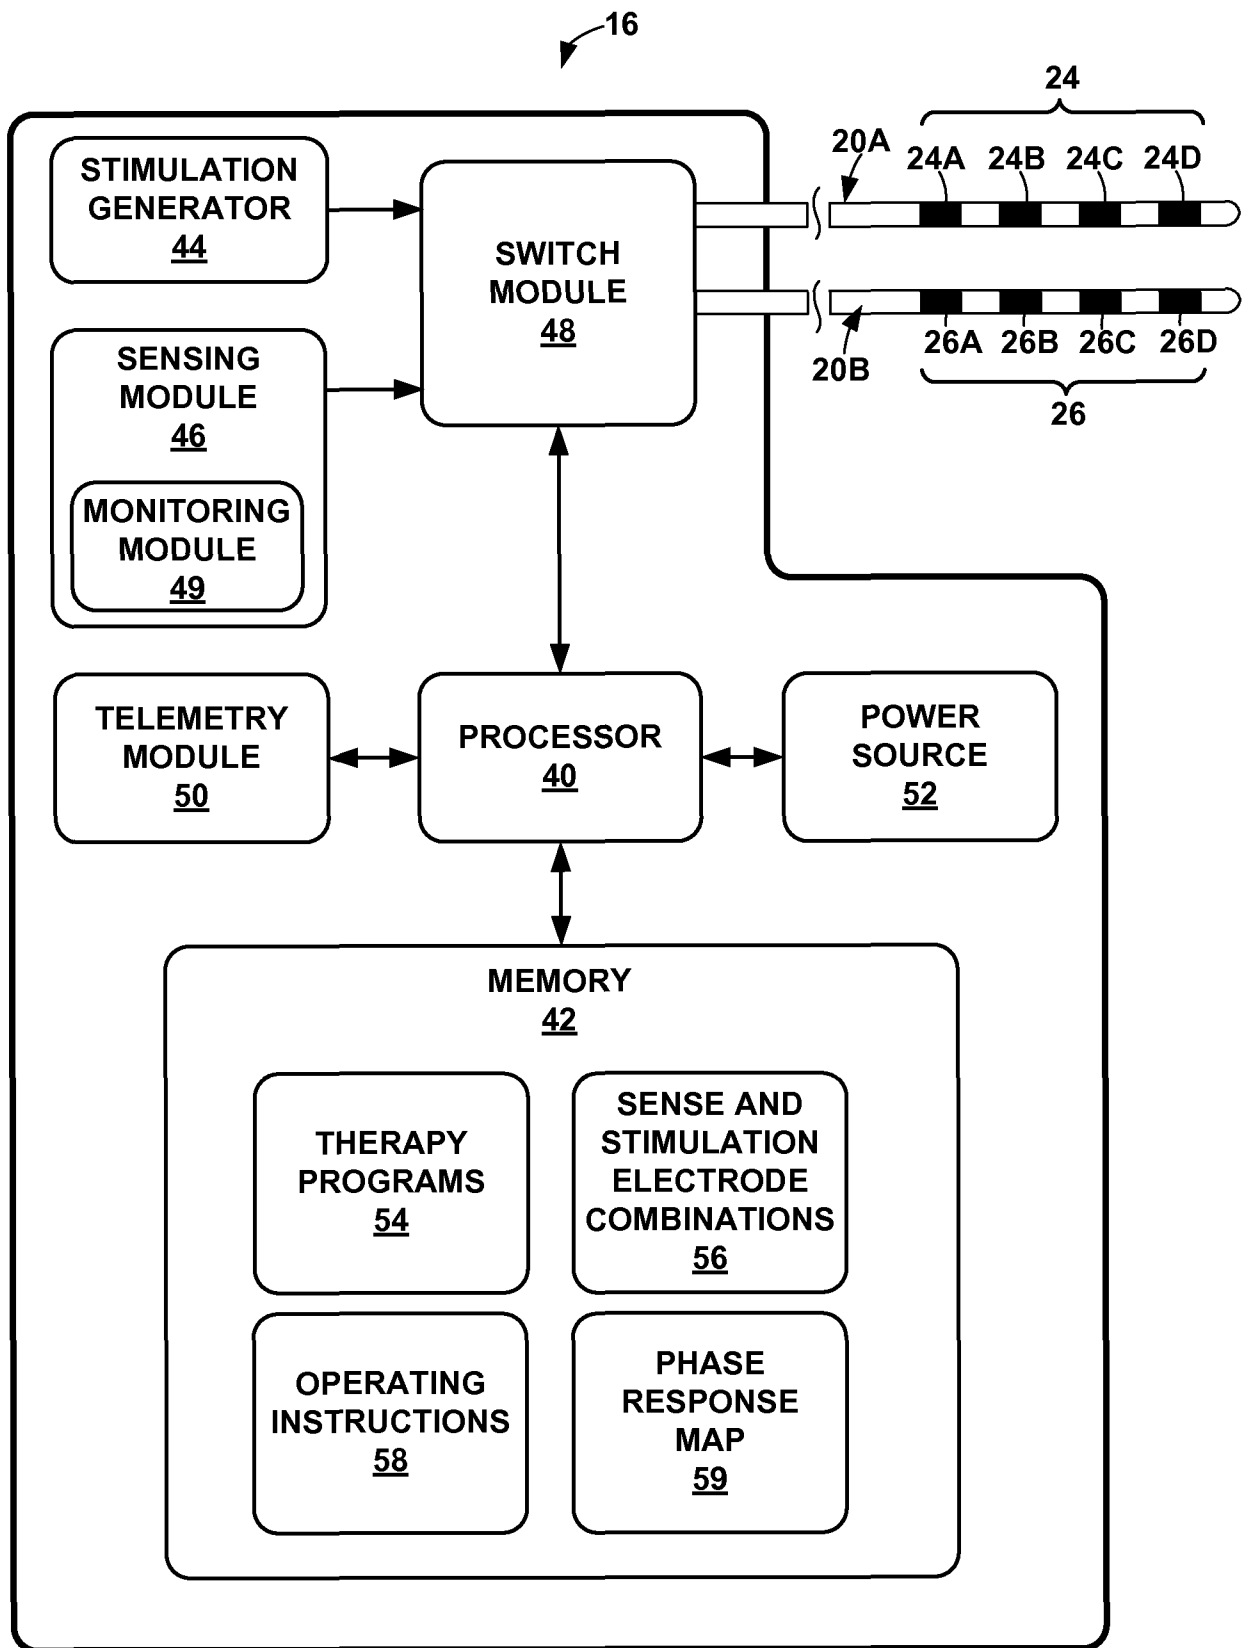 16
24
20A
24A 24B 24C 24D
STIMULATION
GENERATOR
44
SWITCH
MODULE
48
26A 26B 26C 26D
20B
26
SENSING
MODULE
46
MONITORING
MODULE
49
TELEMETRY
MODULE
50
PROCESSOR
40
POWER
SOURCE
52
MEMORY
42
THERAPY
PROGRAMS
54
SENSE AND
STIMULATION
ELECTRODE
COMBINATIONS
56
OPERATING
INSTRUCTIONS
58
PHASE
RESPONSE
MAP
59